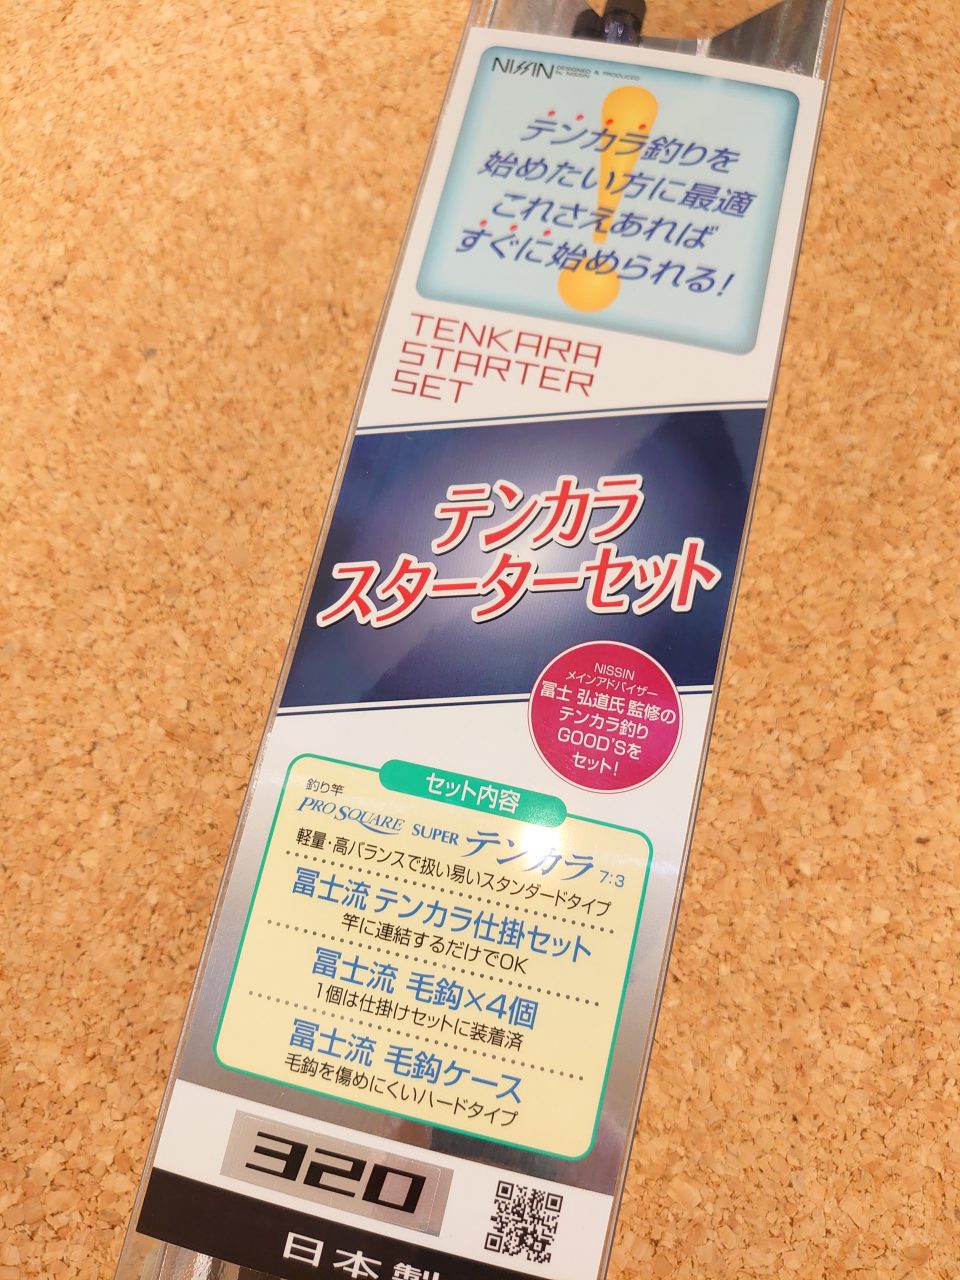 NISSIN DESIGNED & PRODUCED
by NISSIN
テンカラ釣りを
始めたい方に最適
これさえあれば
すぐに始められる!
TENKARA
STARTER
SET
テンカラ
スターターセット
NISSIN
メインアドバイザー
冨士 弘道氏 監修の
テンカラ釣り
GOOD'Sを
セット!
セット内容
釣り竿
PRO SQUARE SUPER テンカラ 7:3
軽量・高バランスで扱い易いスタンダードタイプ
冨士流 テンカラ仕掛セット
竿に連結するだけでOK
冨士流 毛鈎×4個
1個は仕掛けセットに装着済
冨士流 毛鈎ケース
毛鈎を傷めにくいハードタイプ
320
日本製